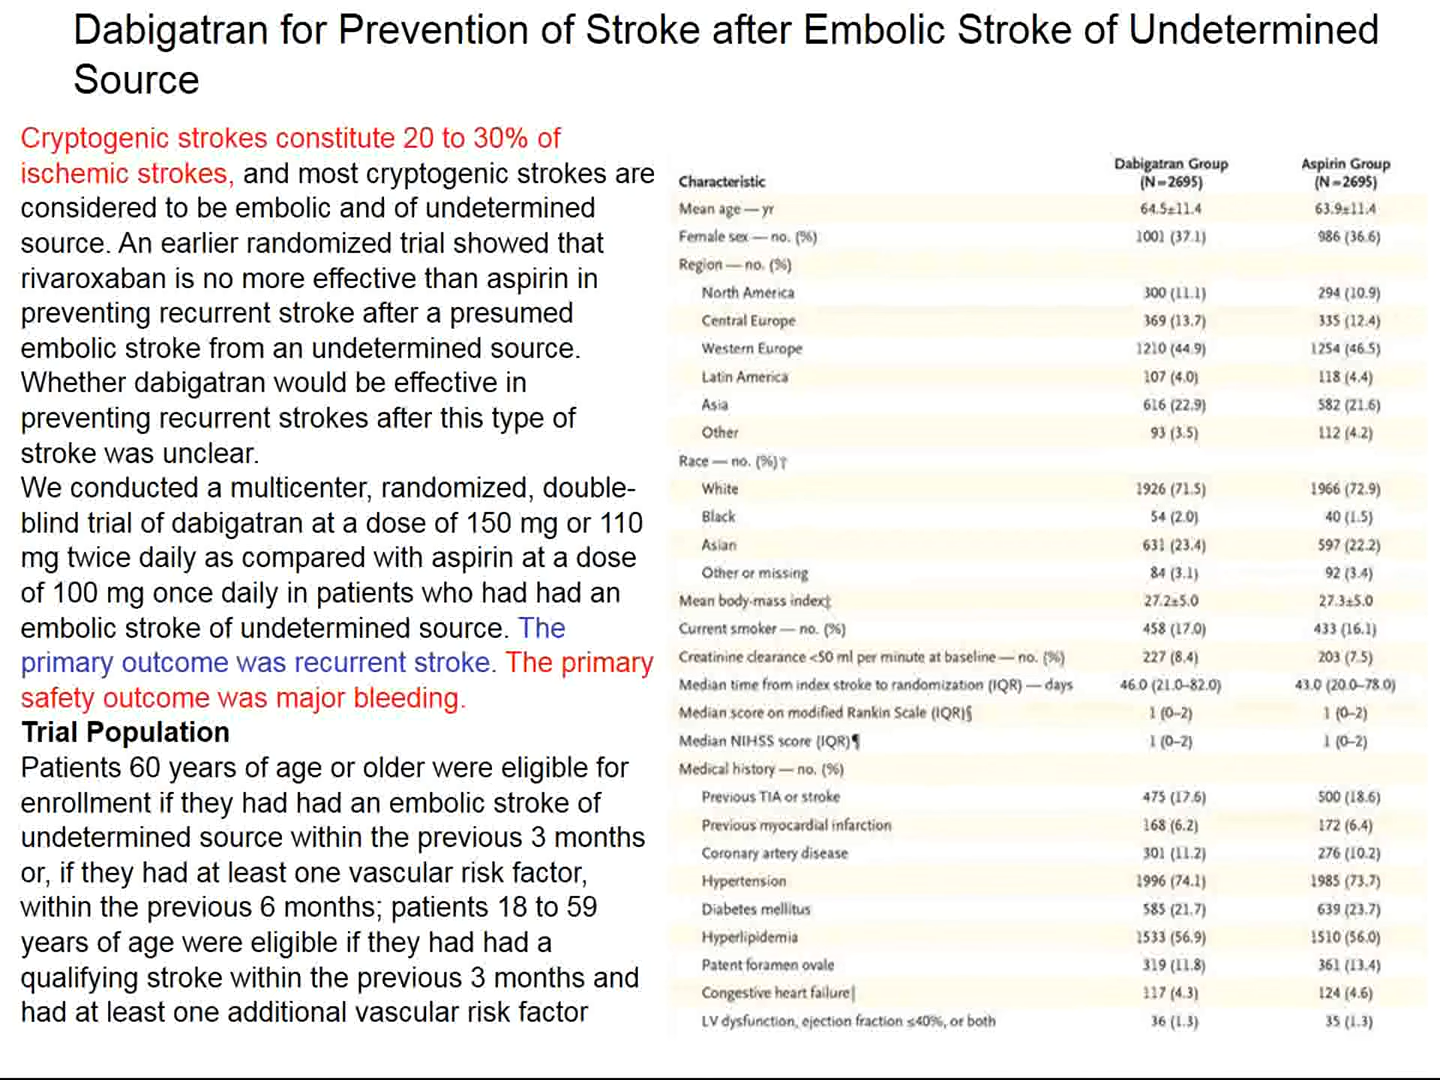 Dabigatran for Prevention of Stroke after Embolic Stroke of Undetermined
Source
Cryptogenic strokes constitute 20 to 30% of
ischemic strokes, and most cryptogenic strokes are
considered to be embolic and of undetermined
source. An earlier randomized trial showed that
rivaroxaban is no more effective than aspirin in
preventing recurrent stroke after a presumed
embolic stroke from an undetermined source.
Whether dabigatran would be effective in
preventing recurrent strokes after this type of
stroke was unclear.
We conducted a multicenter, randomized, double-
blind trial of dabigatran at a dose of 150 mg or 110
mg twice daily as compared with aspirin at a dose
of 100 mg once daily in patients who had had an
embolic stroke of undetermined source. The
primary outcome was recurrent stroke. The primary
safety outcome was major bleeding.
Trial Population
Patients 60 years of age or older were eligible for
enrollment if they had had an embolic stroke of
undetermined source within the previous 3 months
or, if they had at least one vascular risk factor,
within the previous 6 months; patients 18 to 59
years of age were eligible if they had had a
qualifying stroke within the previous 3 months and
had at least one additional vascular risk factor
Characteristic Dabigatran Group (N=2695) Aspirin Group (N=2695)
Mean age — yr 64.5±11.4 63.9±11.4
Female sex — no. (%) 1001 (37.1) 986 (36.6)
Region — no. (%)
North America 300 (11.1) 294 (10.9)
Central Europe 369 (13.7) 335 (12.4)
Western Europe 1210 (44.9) 1254 (46.5)
Latin America 107 (4.0) 118 (4.4)
Asia 616 (22.9) 582 (21.6)
Other 93 (3.5) 112 (4.2)
Race — no. (%)†
White 1926 (71.5) 1966 (72.9)
Black 54 (2.0) 40 (1.5)
Asian 631 (23.4) 597 (22.2)
Other or missing 84 (3.1) 92 (3.4)
Mean body-mass index‡ 27.2±5.0 27.3±5.0
Current smoker — no. (%) 458 (17.0) 433 (16.1)
Creatinine clearance <50 ml per minute at baseline — no. (%) 227 (8.4) 203 (7.5)
Median time from index stroke to randomization (IQR) — days 46.0 (21.0–82.0) 43.0 (20.0–78.0)
Median score on modified Rankin Scale (IQR)§ 1 (0–2) 1 (0–2)
Median NIHSS score (IQR)¶ 1 (0–2) 1 (0–2)
Medical history — no. (%)
Previous TIA or stroke 475 (17.6) 500 (18.6)
Previous myocardial infarction 168 (6.2) 172 (6.4)
Coronary artery disease 301 (11.2) 276 (10.2)
Hypertension 1996 (74.1) 1985 (73.7)
Diabetes mellitus 585 (21.7) 639 (23.7)
Hyperlipidemia 1533 (56.9) 1510 (56.0)
Patent foramen ovale 319 (11.8) 361 (13.4)
Congestive heart failure‖ 117 (4.3) 124 (4.6)
LV dysfunction, ejection fraction ≤40%, or both 36 (1.3) 35 (1.3)